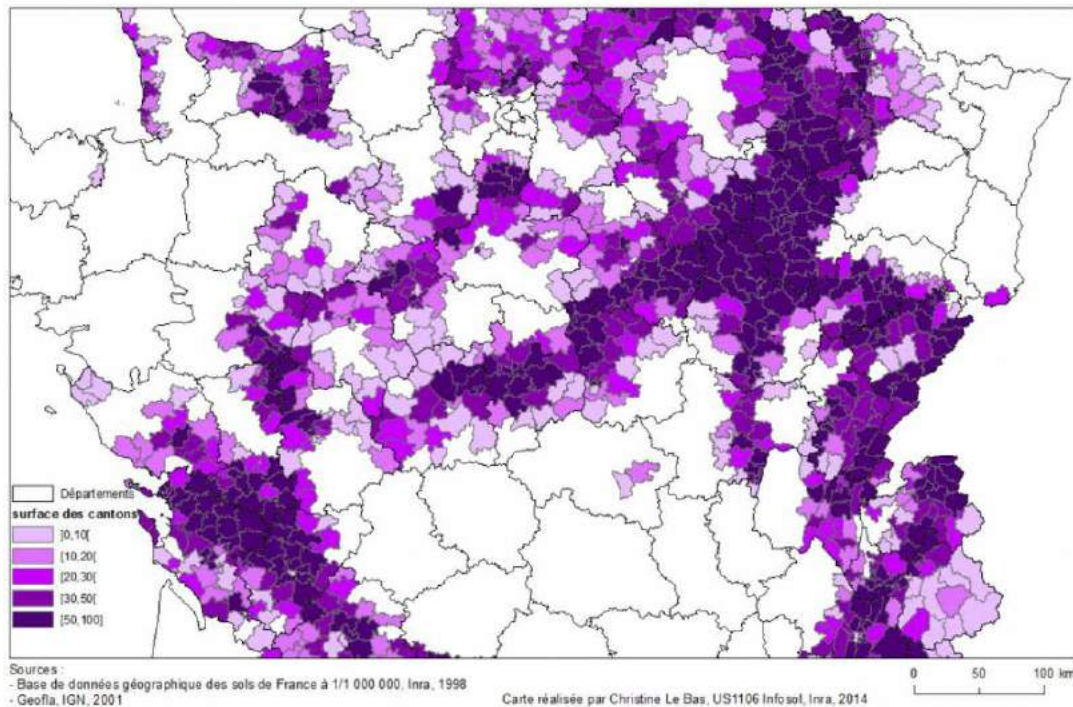 Départements
surface des cantons
]0,10[
[10,20[
[20,30[
[30,50[
[50,100]
Sources :
- Base de données géographique des sols de France à 1/1 000 000, Inra, 1998
- Geofla, IGN, 2001
Carte réalisée par Christine Le Bas, US1106 Infosol, Inra, 2014
0 50 100 km